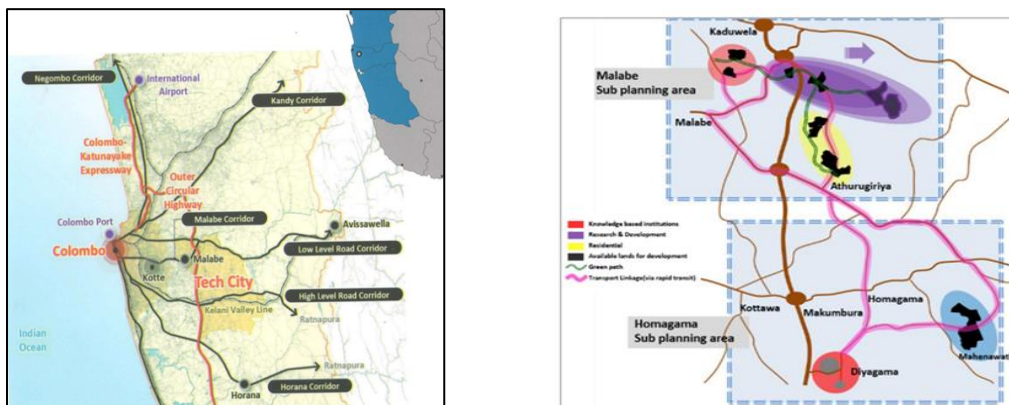 Negombo Corridor
International
Airport
Kandy Corridor
Colombo-
Katunayake
Expressway
Outer
Circular
Highway
Malabe Corridor
Colombo Port
Avissawella
Colombo
Low Level Road Corridor
Kotte
Malabe
Tech City
High Level Road Corridor
Kelani Valley Line
Ratnapura
Indian
Ocean
Ratnapura
Horana Corridor
Horana
Kaduwela
Malabe
Sub planning area
Malabe
Athurugiriya
Knowledge based institutions
Research & Development
Residential
Available lands for development
Green path
Transport Linkage(via rapid transit)
Kottawa
Makumbura
Homagama
Homagama
Sub planning area
Mahenawat
Diyagama